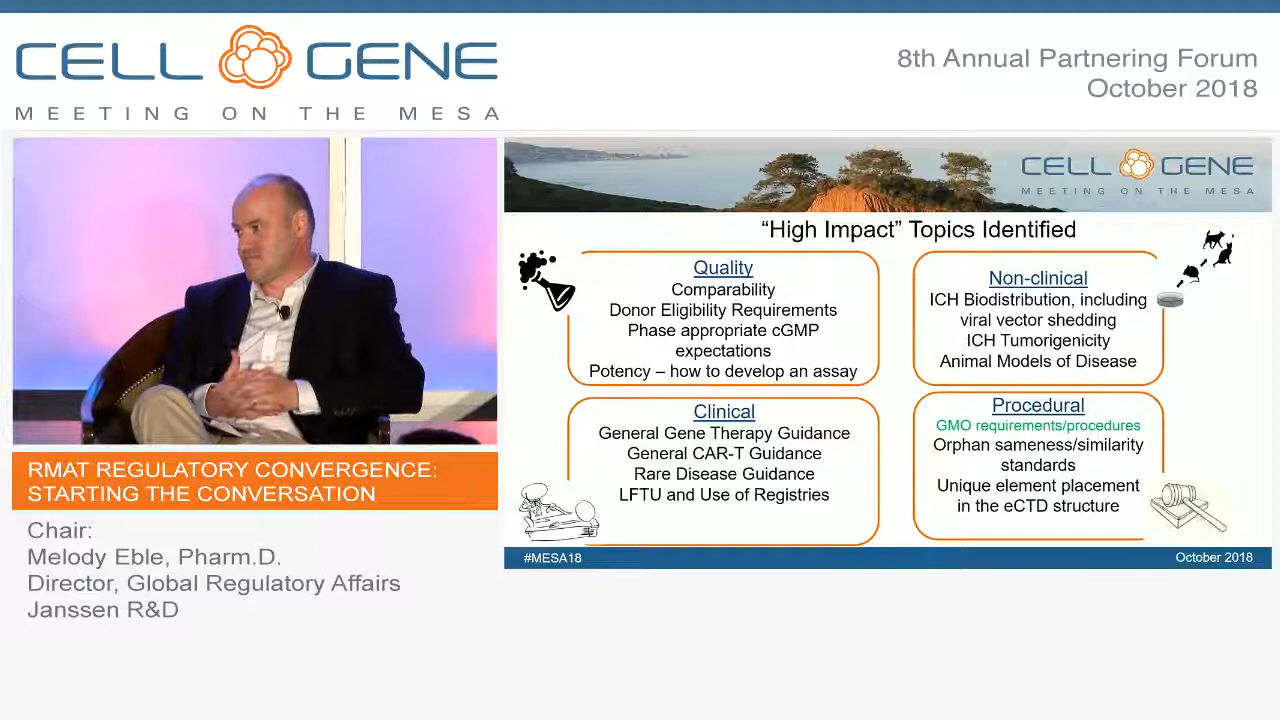 CELL GENE
MEETING ON THE MESA
8th Annual Partnering Forum
October 2018
CELL GENE
MEETING ON THE MESA
“High Impact” Topics Identified
Quality
Comparability
Donor Eligibility Requirements
Phase appropriate cGMP
expectations
Potency – how to develop an assay
Non-clinical
ICH Biodistribution, including
viral vector shedding
ICH Tumorigenicity
Animal Models of Disease
Clinical
General Gene Therapy Guidance
General CAR-T Guidance
Rare Disease Guidance
LFTU and Use of Registries
Procedural
GMO requirements/procedures
Orphan sameness/similarity
standards
Unique element placement
in the eCTD structure
#MESA18
October 2018
RMAT REGULATORY CONVERGENCE:
STARTING THE CONVERSATION
Chair:
Melody Eble, Pharm.D.
Director, Global Regulatory Affairs
Janssen R&D